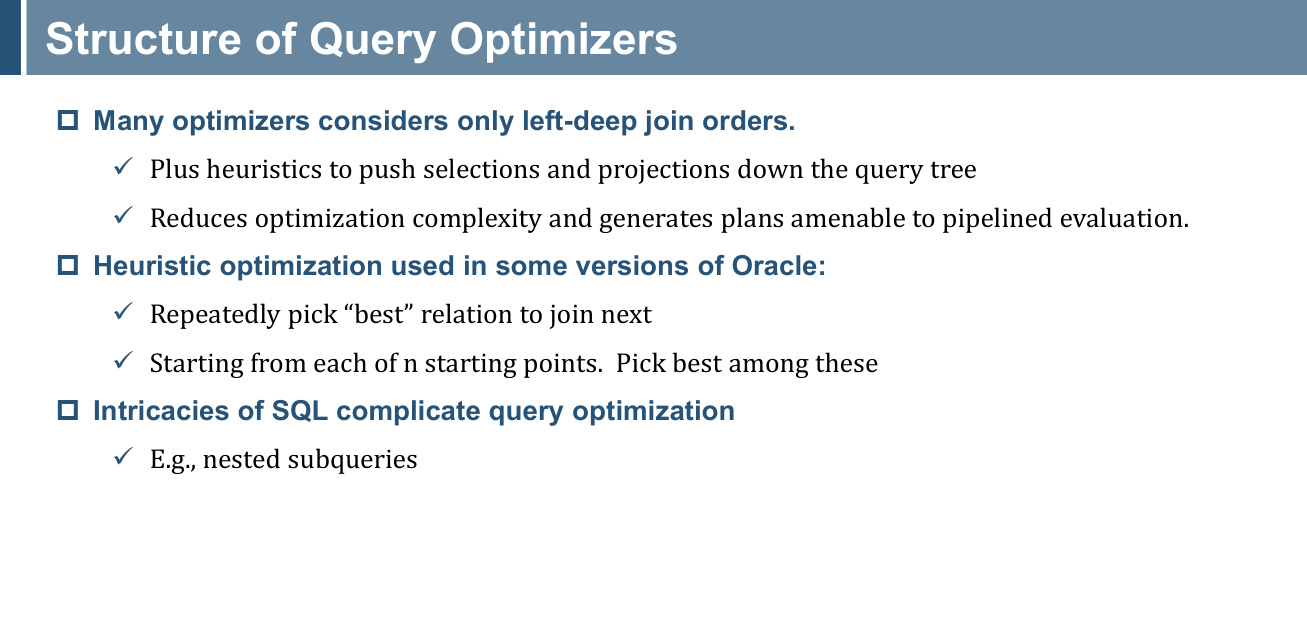 Structure of Query Optimizers
Many optimizers considers only left-deep join orders.
Plus heuristics to push selections and projections down the query tree
Reduces optimization complexity and generates plans amenable to pipelined evaluation.
Heuristic optimization used in some versions of Oracle:
Repeatedly pick “best” relation to join next
Starting from each of n starting points.  Pick best among these
Intricacies of SQL complicate query optimization
E.g., nested subqueries